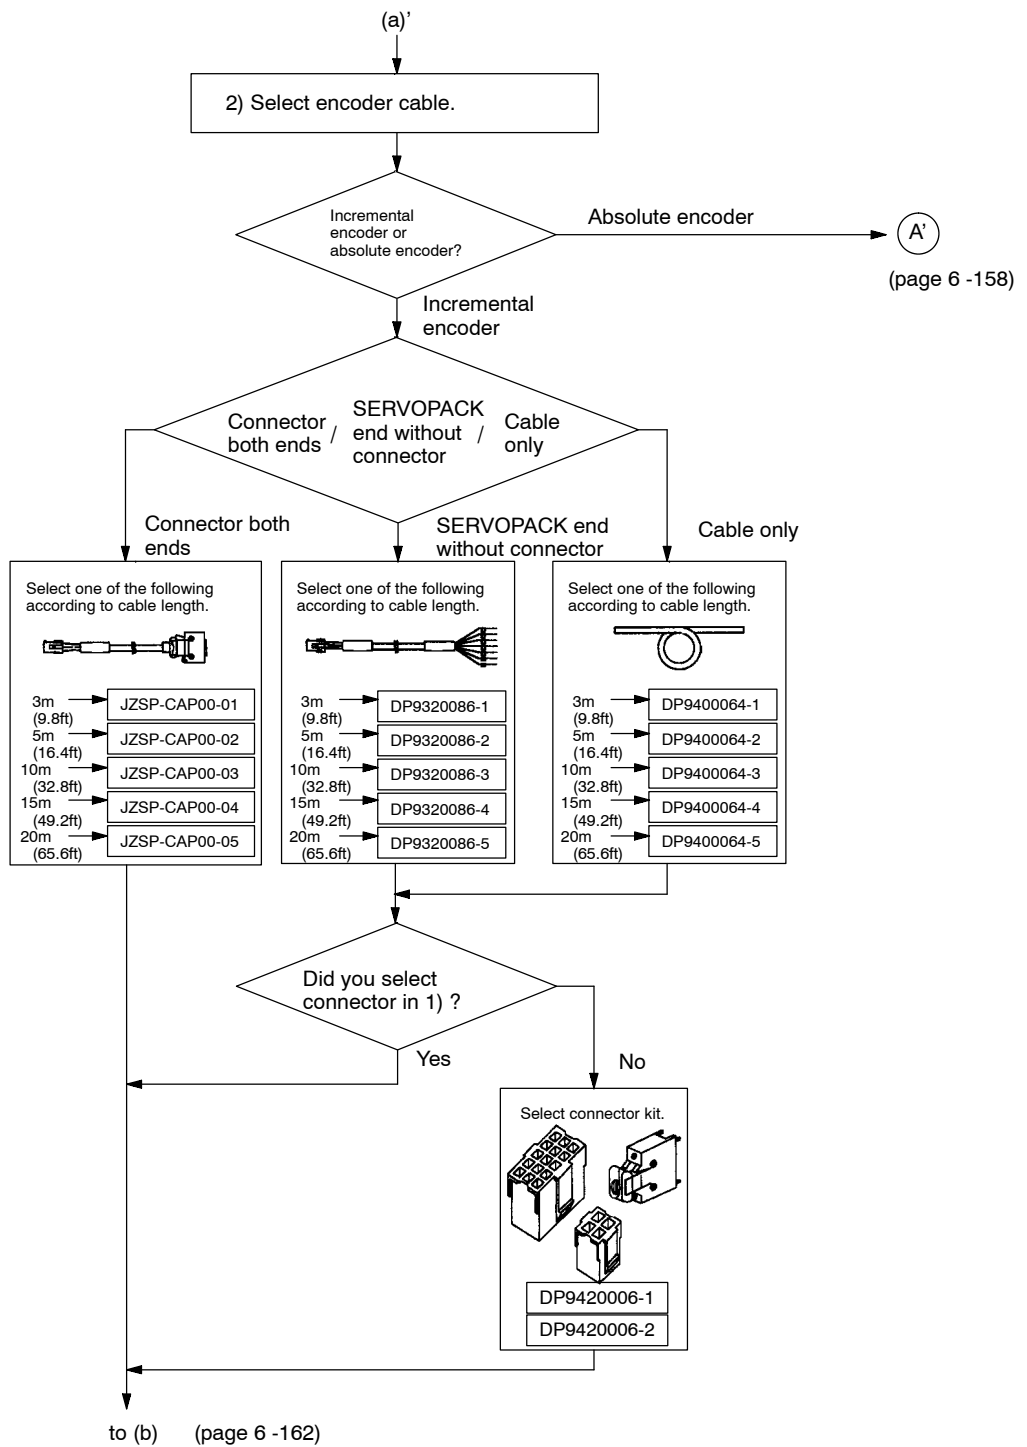 (a)’
2) Select encoder cable.
Incremental
encoder or
absolute encoder?
Absolute encoder
A’
(page 6 -158)
Incremental
encoder
Connector
both ends
/
SERVOPACK
end without
connector
/
Cable
only
Connector both
ends
SERVOPACK end
without connector
Cable only
Select one of the following
according to cable length.
3m
(9.8ft)
JZSP-CAP00-01
5m
(16.4ft)
JZSP-CAP00-02
10m
(32.8ft)
JZSP-CAP00-03
15m
(49.2ft)
JZSP-CAP00-04
20m
(65.6ft)
JZSP-CAP00-05
Select one of the following
according to cable length.
3m
(9.8ft)
DP9320086-1
5m
(16.4ft)
DP9320086-2
10m
(32.8ft)
DP9320086-3
15m
(49.2ft)
DP9320086-4
20m
(65.6ft)
DP9320086-5
Select one of the following
according to cable length.
3m
(9.8ft)
DP9400064-1
5m
(16.4ft)
DP9400064-2
10m
(32.8ft)
DP9400064-3
15m
(49.2ft)
DP9400064-4
20m
(65.6ft)
DP9400064-5
Did you select
connector in 1) ?
Yes
No
Select connector kit.
DP9420006-1
DP9420006-2
to (b) (page 6 -162)